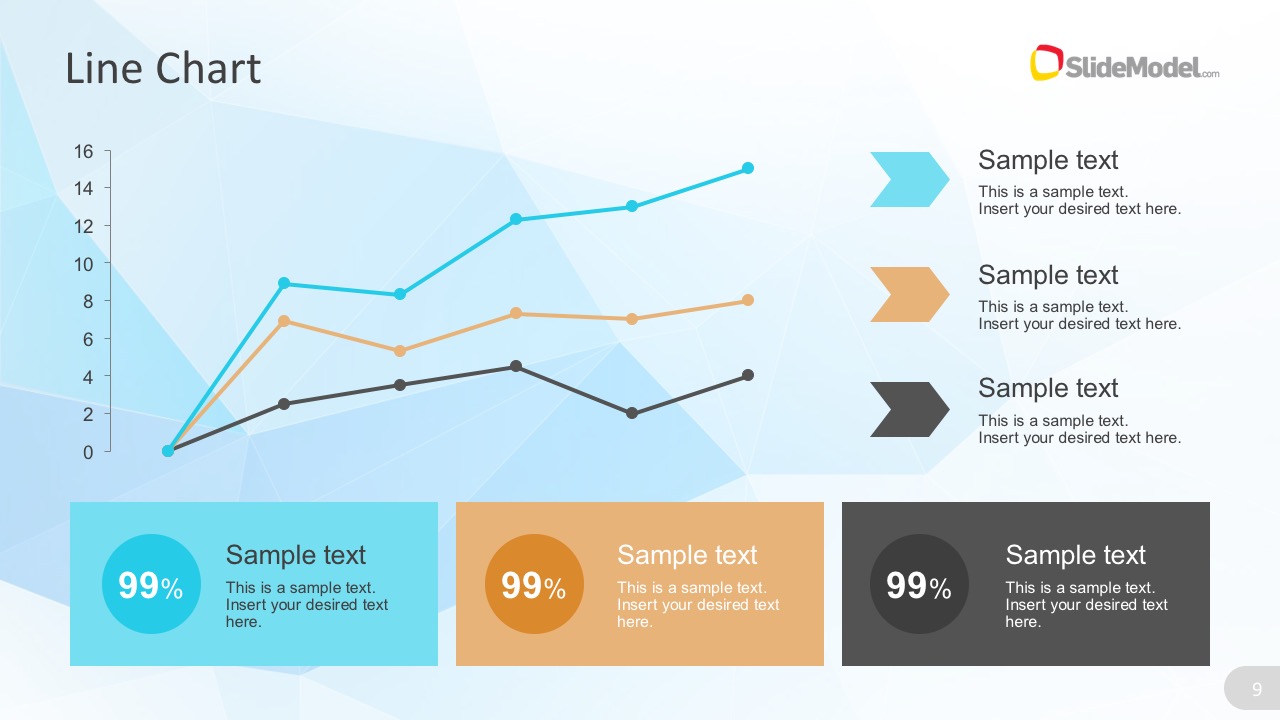 Line Chart
SlideModel.com
16
14
12
10
8
6
4
2
0
Sample text
This is a sample text.
Insert your desired text here.
Sample text
This is a sample text.
Insert your desired text here.
Sample text
This is a sample text.
Insert your desired text here.
99%
Sample text
This is a sample text.
Insert your desired text
here.
99%
Sample text
This is a sample text.
Insert your desired text
here.
99%
Sample text
This is a sample text.
Insert your desired text
here.
9